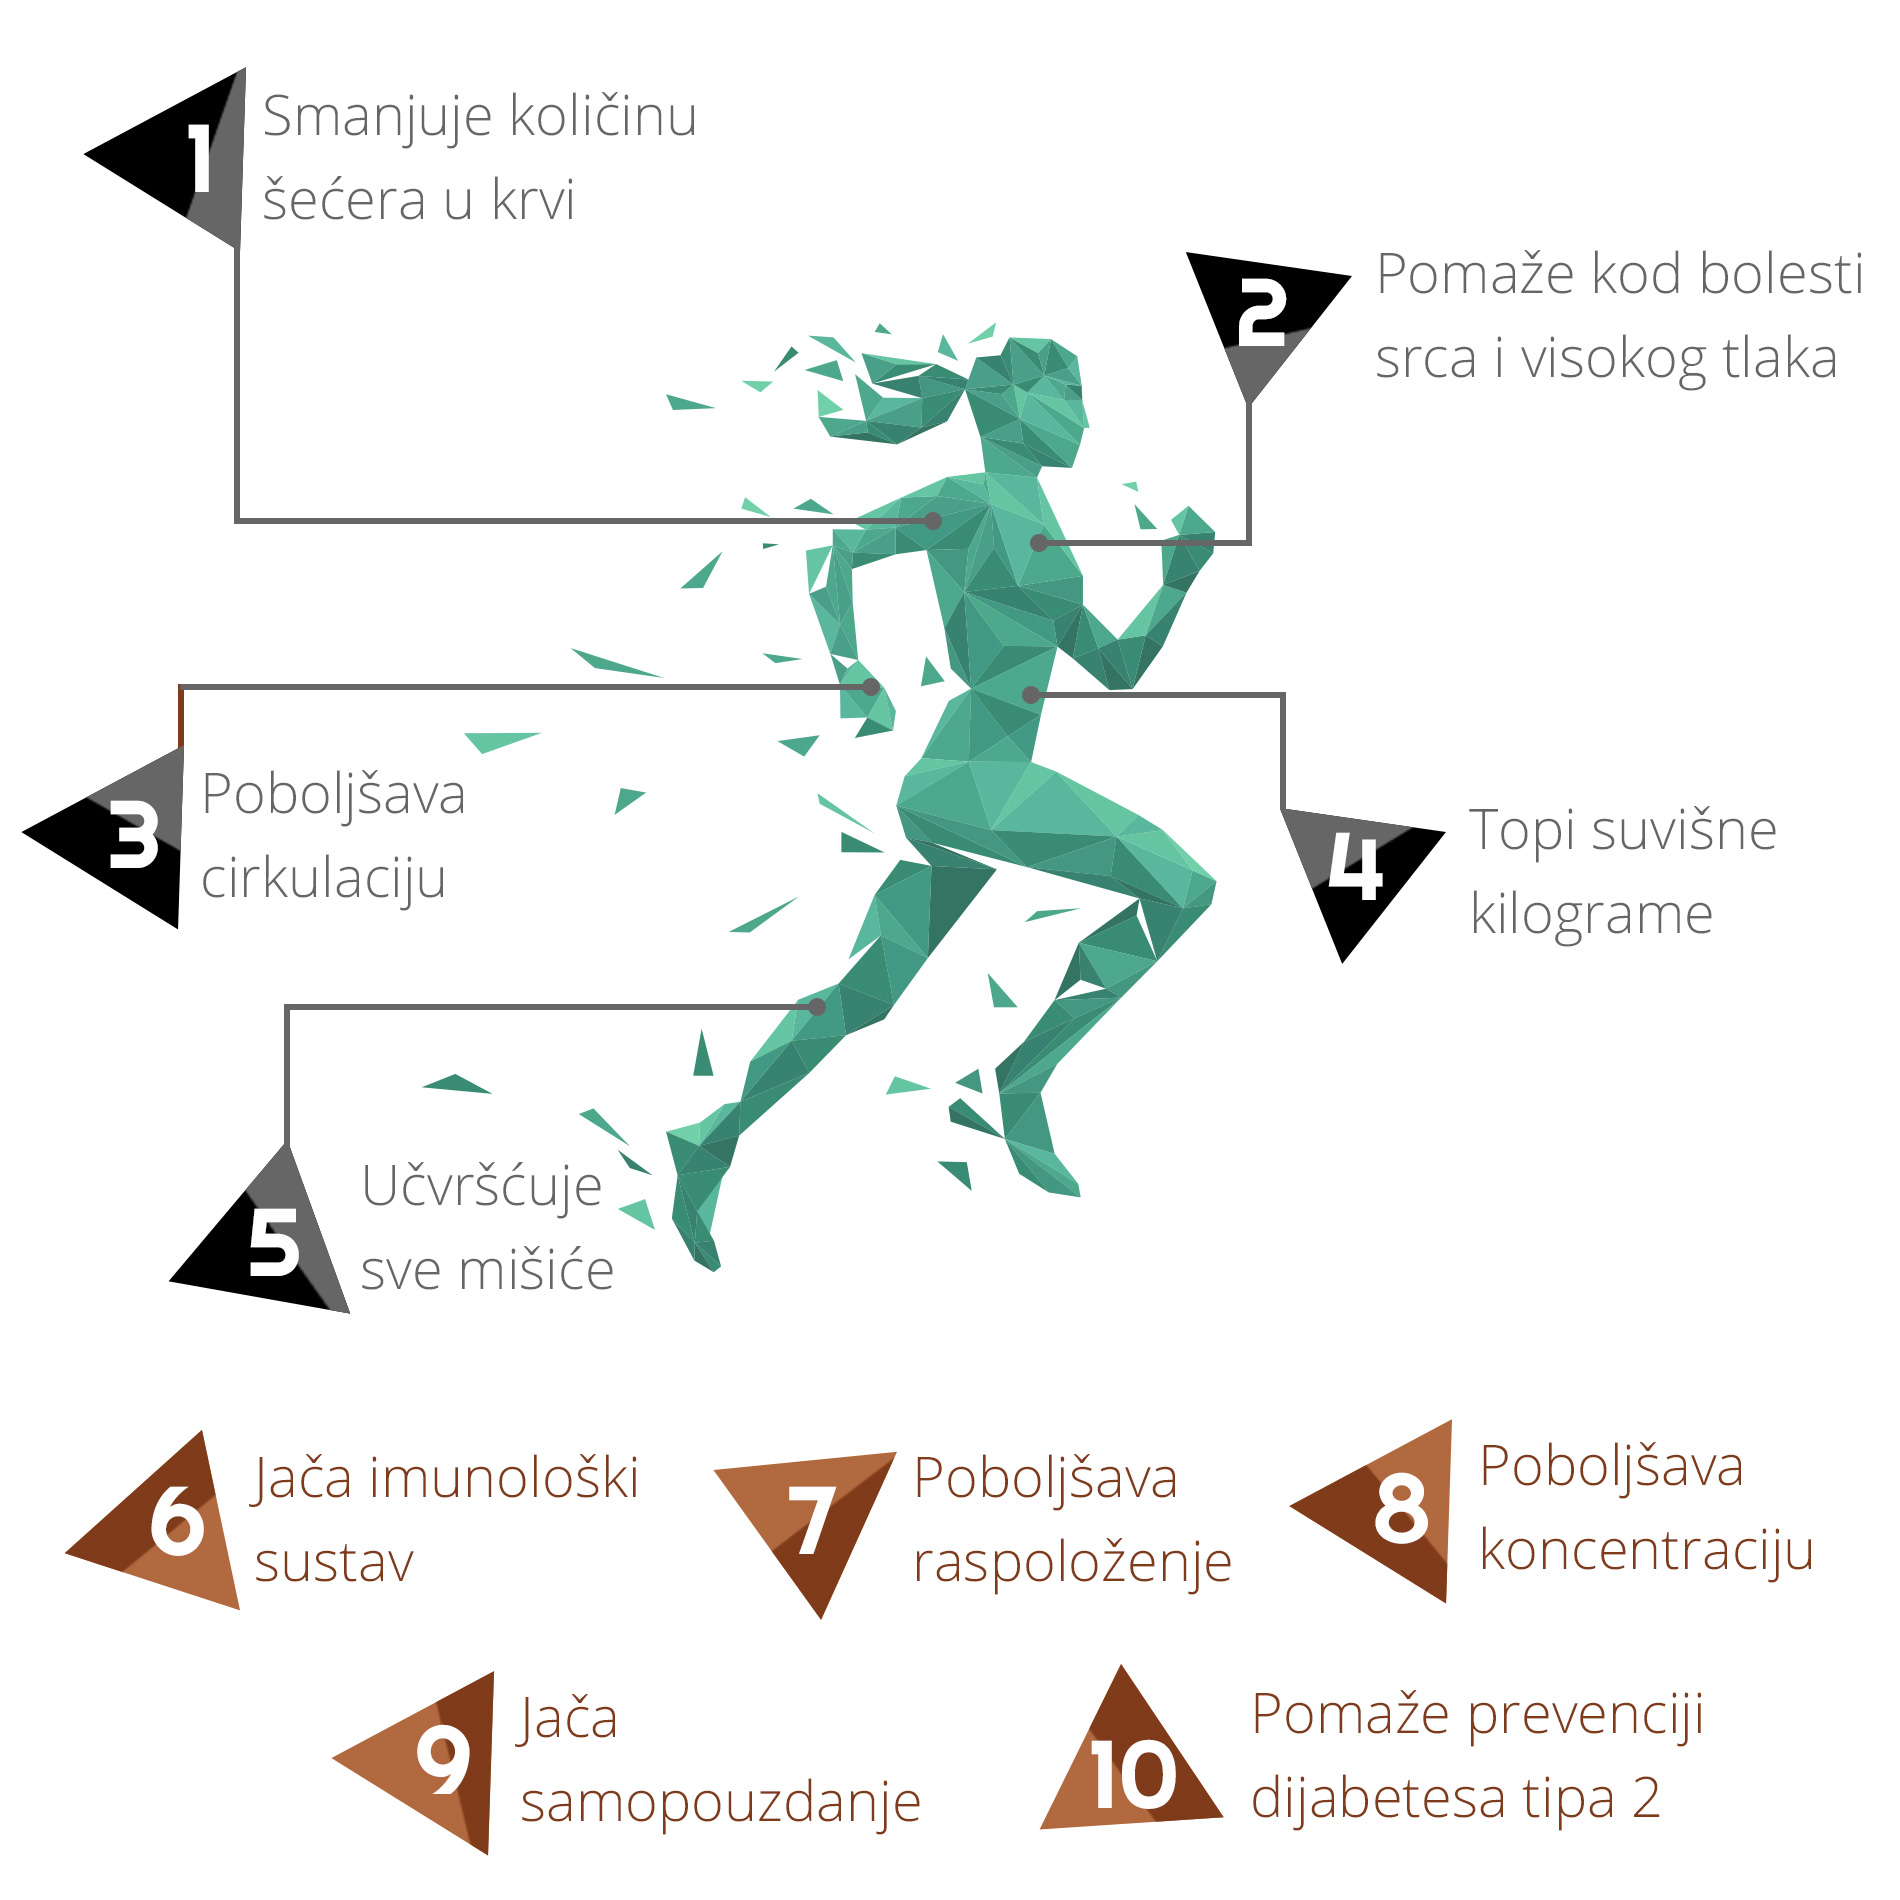 1
Smanjuje količinu
šećera u krvi
2
Pomaže kod bolesti
srca i visokog tlaka
3
Poboljšava
cirkulaciju
4
Topi suvišne
kilograme
5
Učvršćuje
sve mišiće
6
Jača imunološki
sustav
7
Poboljšava
raspoloženje
8
Poboljšava
koncentraciju
9
Jača
samopouzdanje
10
Pomaže prevenciji
dijabetesa tipa 2